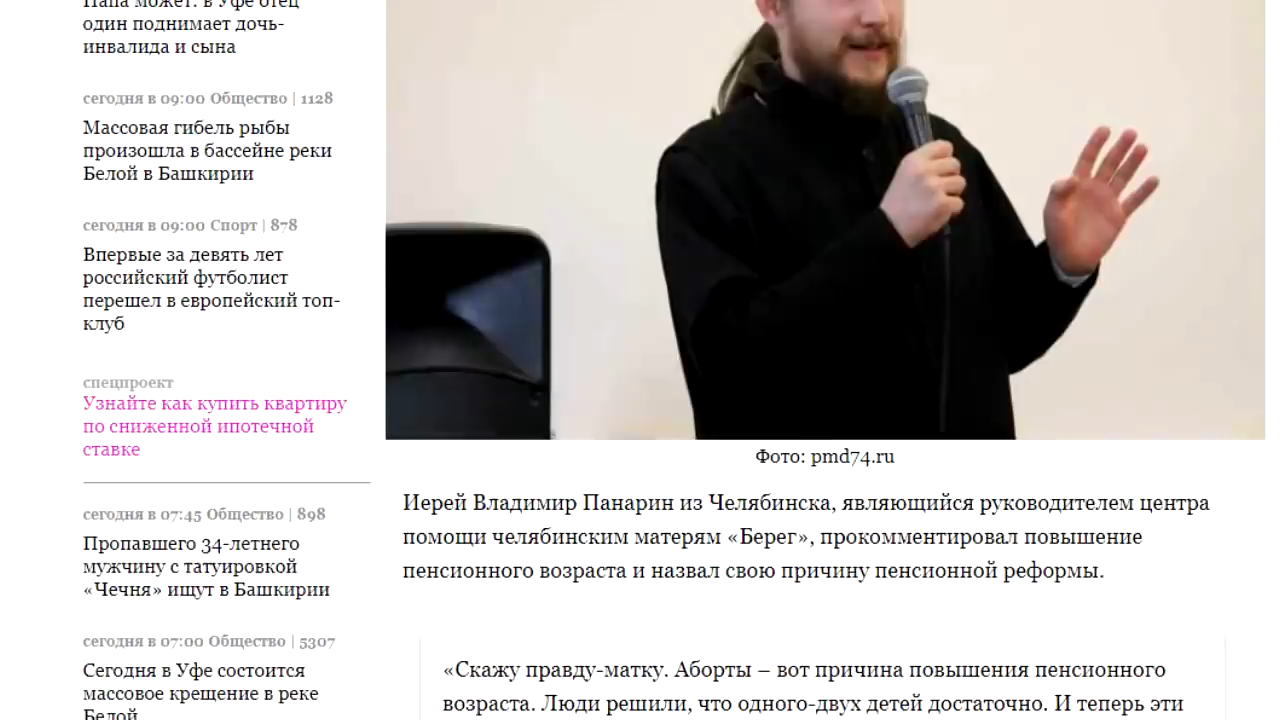 Папа может: в Уфе отец
один поднимает дочь-
инвалида и сына
сегодня в 09:00 Общество | 1128
Массовая гибель рыбы
произошла в бассейне реки
Белой в Башкирии
сегодня в 09:00 Спорт | 878
Впервые за девять лет
российский футболист
перешел в европейский топ-
клуб
спецпроект
Узнайте как купить квартиру
по сниженной ипотечной
ставке
сегодня в 07:45 Общество | 898
Пропавшего 34-летнего
мужчину с татуировкой
«Чечня» ищут в Башкирии
сегодня в 07:00 Общество | 5307
Сегодня в Уфе состоится
массовое крещение в реке
Белой
Фото: pmd74.ru
Иерей Владимир Панарин из Челябинска, являющийся руководителем центра
помощи челябинским матерям «Берег», прокомментировал повышение
пенсионного возраста и назвал свою причину пенсионной реформы.
«Скажу правду-матку. Аборты – вот причина повышения пенсионного
возраста. Люди решили, что одного-двух детей достаточно. И теперь эти